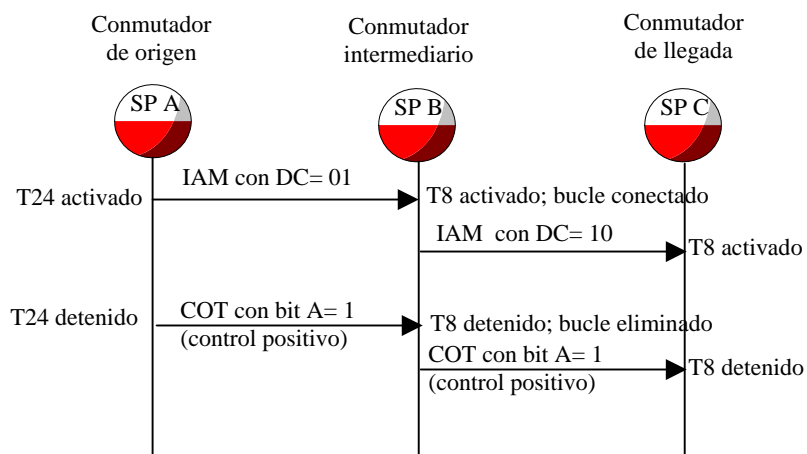 Conmutador
de origen
Conmutador
intermediario
Conmutador
de llegada
SP A
SP B
SP C
IAM con DC= 01
T24 activado
T8 activado; bucle conectado
IAM con DC= 10
T8 activado
T24 detenido
COT con bit A= 1
(control positivo)
T8 detenido; bucle eliminado
COT con bit A= 1
(control positivo)
T8 detenido